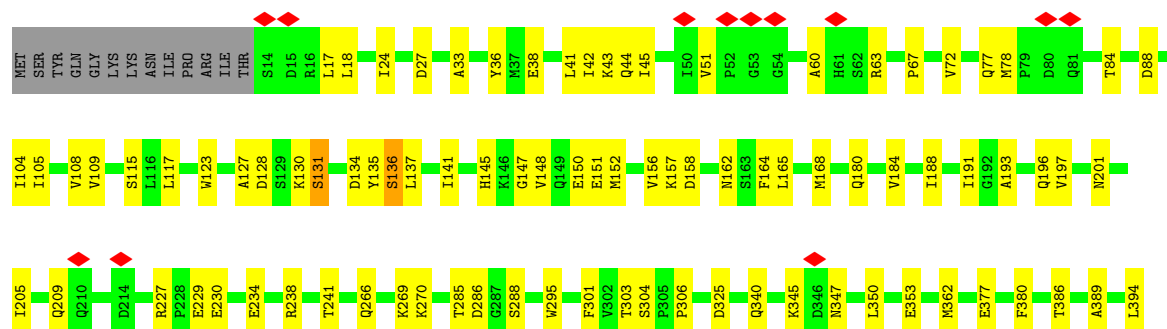 MET SER TYR GLN GLY LYS LYS ASN ILE PRO ARG ILE THR S14 D15 R16 L17 L18 I24 D27 A33 Y36 M37 E38 L41 I42 K43 Q44 I45 I50 V51 P52 G53 G54 A60 H61 S62 R63 P67 V72 Q77 M78 P79 D80 Q81 T84 D88
I104 I105 V108 V109 S115 L116 L117 W123 A127 D128 S129 K130 S131 D134 Y135 S136 L137 I141 H145 K146 G147 V148 Q149 E150 E151 M152 V156 K157 D158 N162 S163 F164 L165 M168 Q180 V184 I188 I191 G192 A193 Q196 V197 N201
I205 Q209 Q210 D214 R227 P228 E229 E230 E234 R238 T241 Q266 K269 K270 T285 D286 G287 S288 W295 F301 V302 T303 S304 P305 P306 D325 Q340 K345 D346 N347 L350 E353 M362 E377 F380 T386 A389 L394